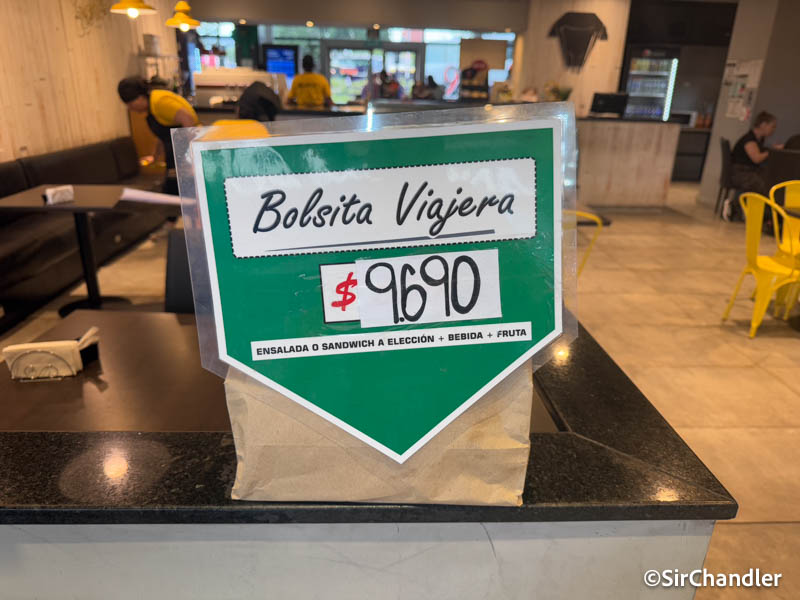 Bolsita Viajera
$ 9.690
ENSALADA O SANDWICH A ELECCIÓN + BEBIDA + FRUTA
©SirChandler